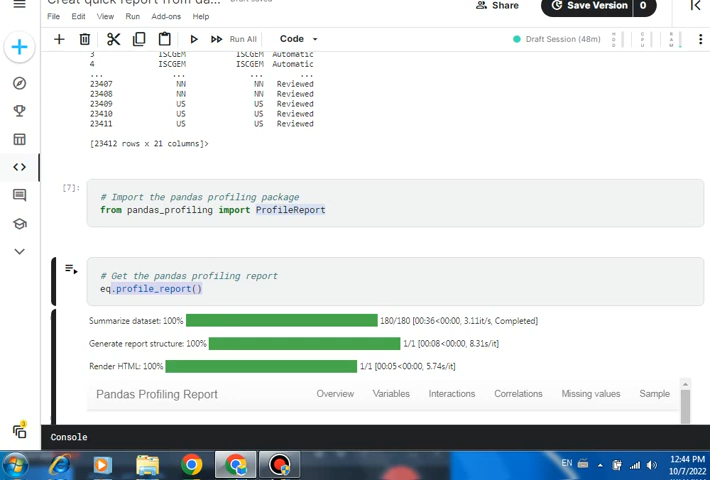 Creat quick report from da... Draft saved
Share
Save Version
0
File Edit View Run Add-ons Help
Run All
Code
Draft Session (48m)
3 ISCGEM ISCGEM Automatic
4 ISCGEM ISCGEM Automatic
... ... ... ...
23407 NN NN Reviewed
23408 NN NN Reviewed
23409 US US Reviewed
23410 US US Reviewed
23411 US US Reviewed
[23412 rows x 21 columns]>
[7]:
# Import the pandas profiling package
from pandas_profiling import ProfileReport
# Get the pandas profiling report
eq.profile_report()
Summarize dataset: 100% 180/180 [00:36<00:00, 3.11it/s, Completed]
Generate report structure: 100% 1/1 [00:08<00:00, 8.31s/it]
Render HTML: 100% 1/1 [00:05<00:00, 5.74s/it]
Pandas Profiling Report Overview Variables Interactions Correlations Missing values Sample
Console
EN
12:44 PM
10/7/2022